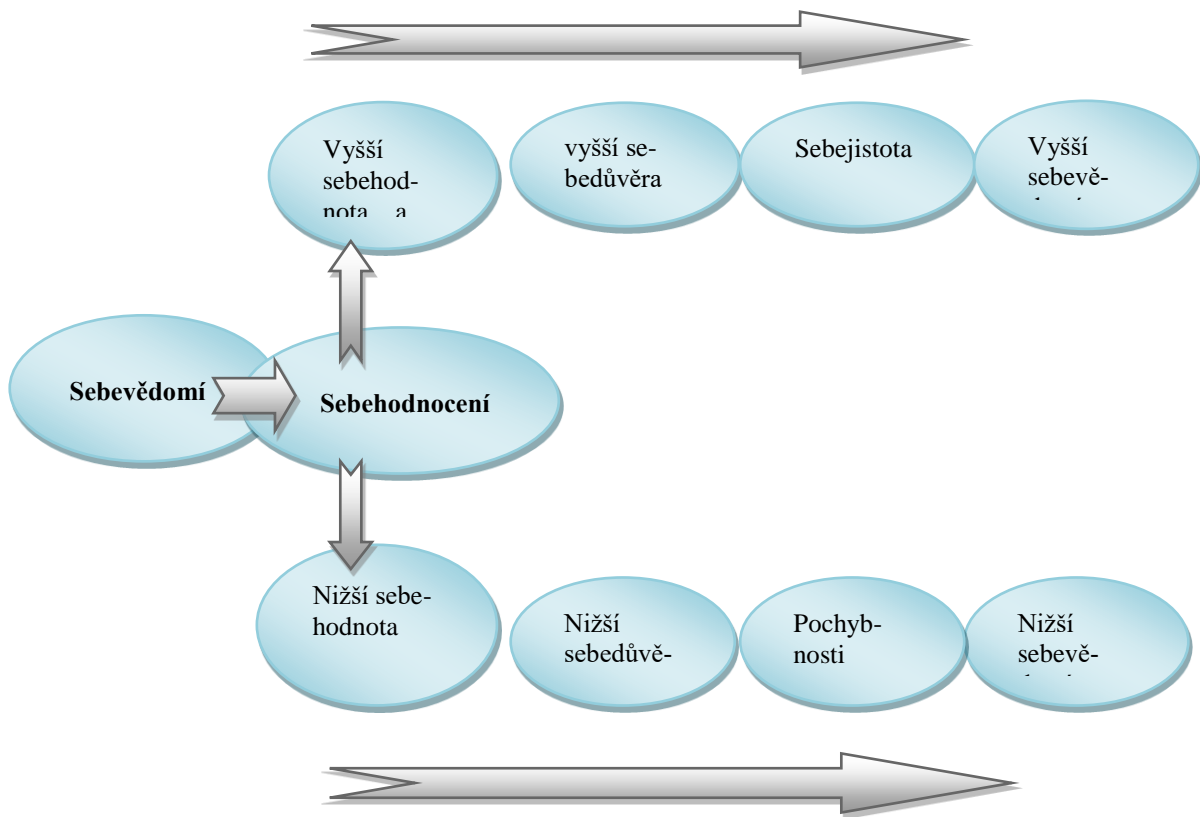 Vyšší
sebehod-
nota a
vyšší se-
bedůvěra
Sebejistota
Vyšší
sebevě-
Sebevědomí
Sebehodnocení
Nižší sebe-
hodnota
Nižší
sebedůvě-
Pochyb-
nosti
Nižší
sebevě-